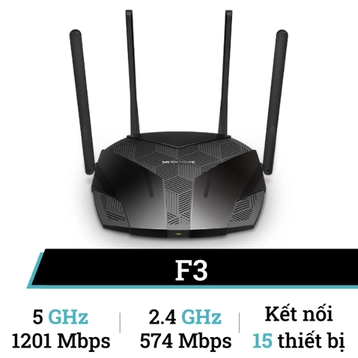 F3
5 GHz
1201 Mbps
2.4 GHz
574 Mbps
Kết nối
15 thiết bị